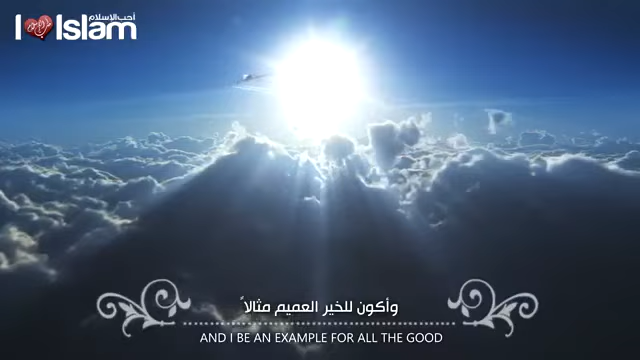 أحب الإسلام
I Islam
وأكون للخير العميم مثالاً
AND I BE AN EXAMPLE FOR ALL THE GOOD